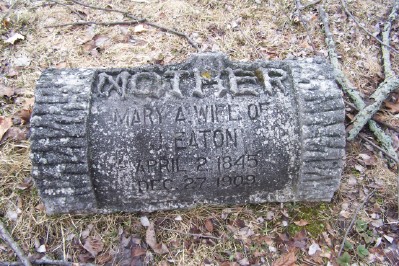 MOTHER
MARY A. WIFE OF
J. EATON
APRIL 2, 1845
DEC. 27, 1909